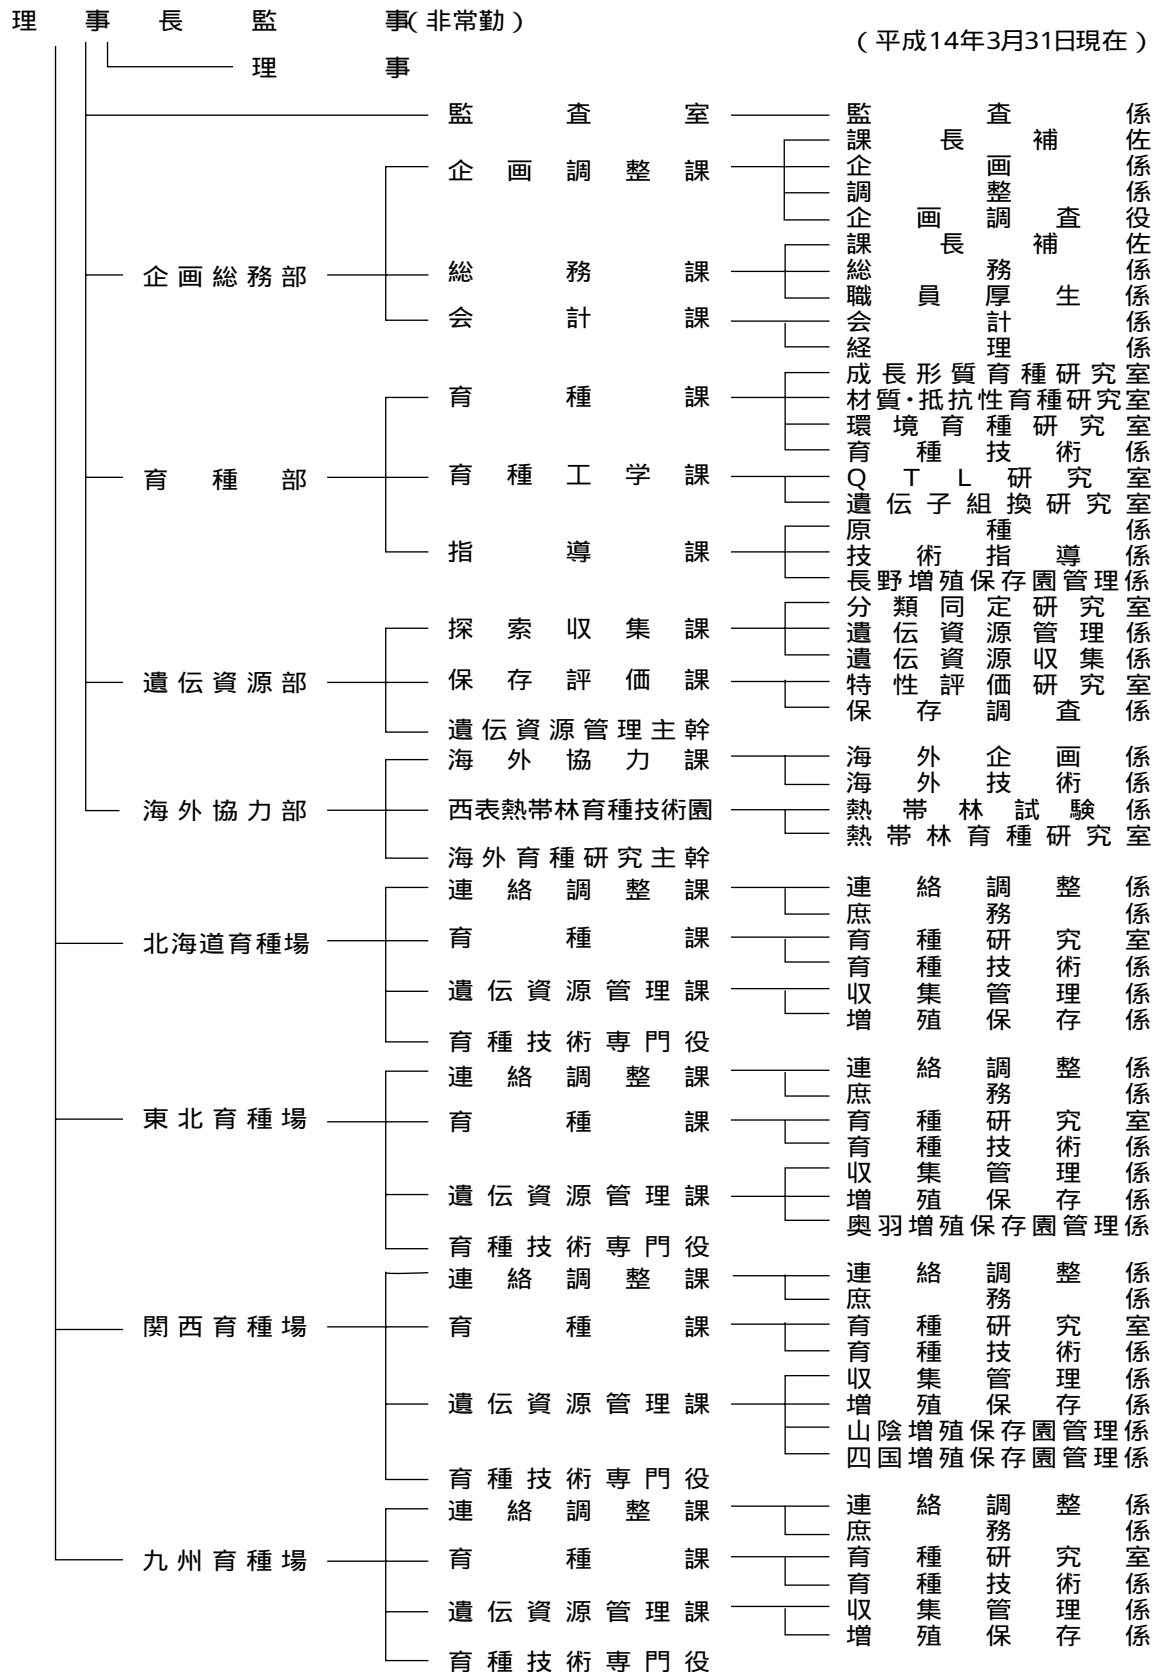 理事長 監事(非常勤)
(平成14年3月31日現在)
理事
監査室 監査係
課長補佐
企画調整課 企画係
調整係
企画調査役
課長補佐
企画総務部 総務課 総務係
職員厚生係
会計課 会計係
経理係
成長形質育種研究室
育種課 材質・抵抗性育種研究室
環境育種研究室
育種技術係
育種部 育種工学課 QTL研究室
遺伝子組換研究室
原種係
指導課 技術指導係
長野増殖保存園管理係
分類同定研究室
探索収集課 遺伝資源管理係
遺伝資源収集係
遺伝資源部 保存評価課 特性評価研究室
保存調査係
遺伝資源管理主幹
海外協力課 海外企画係
海外技術係
海外協力部 西表熱帯林育種技術園 熱帯林試験係
熱帯林育種研究室
海外育種研究主幹
連絡調整課 連絡調整係
庶務係
北海道育種場 育種課 育種研究室
育種技術係
遺伝資源管理課 収集管理係
増殖保存係
育種技術専門役
連絡調整課 連絡調整係
庶務係
東北育種場 育種課 育種研究室
育種技術係
収集管理係
遺伝資源管理課 増殖保存係
奥羽増殖保存園管理係
育種技術専門役
連絡調整課 連絡調整係
庶務係
関西育種場 育種課 育種研究室
育種技術係
収集管理係
遺伝資源管理課 増殖保存係
山陰増殖保存園管理係
四国増殖保存園管理係
育種技術専門役
連絡調整課 連絡調整係
庶務係
九州育種場 育種課 育種研究室
育種技術係
遺伝資源管理課 収集管理係
増殖保存係
育種技術専門役